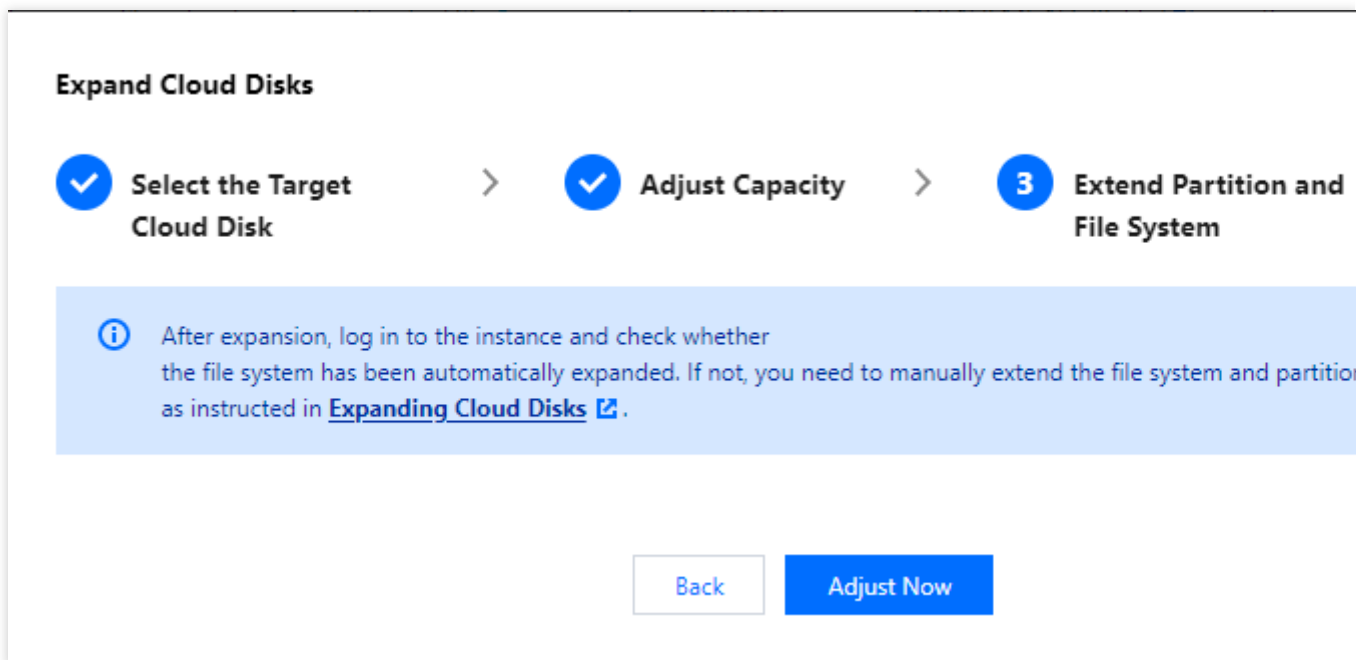 Expand Cloud Disks
Select the Target
Cloud Disk
Adjust Capacity
3
Extend Partition and
File System
After expansion, log in to the instance and check whether
the file system has been automatically expanded. If not, you need to manually extend the file system and partition
as instructed in Expanding Cloud Disks .
Back
Adjust Now